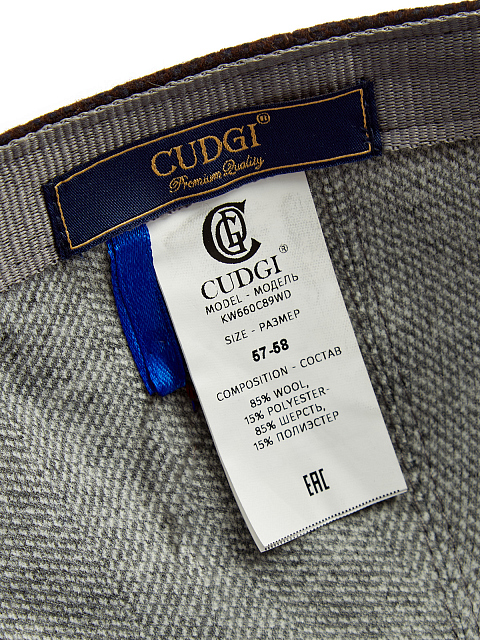 CUDGI®
Premium Quality
CUDGI®
MODEL - МОДЕЛЬ
KW660C89WD
SIZE - РАЗМЕР
57-58
COMPOSITION - СОСТАВ
85% WOOL,
15% POLYESTER-
85% ШЕРСТЬ,
15% ПОЛИЭСТЕР
EAC